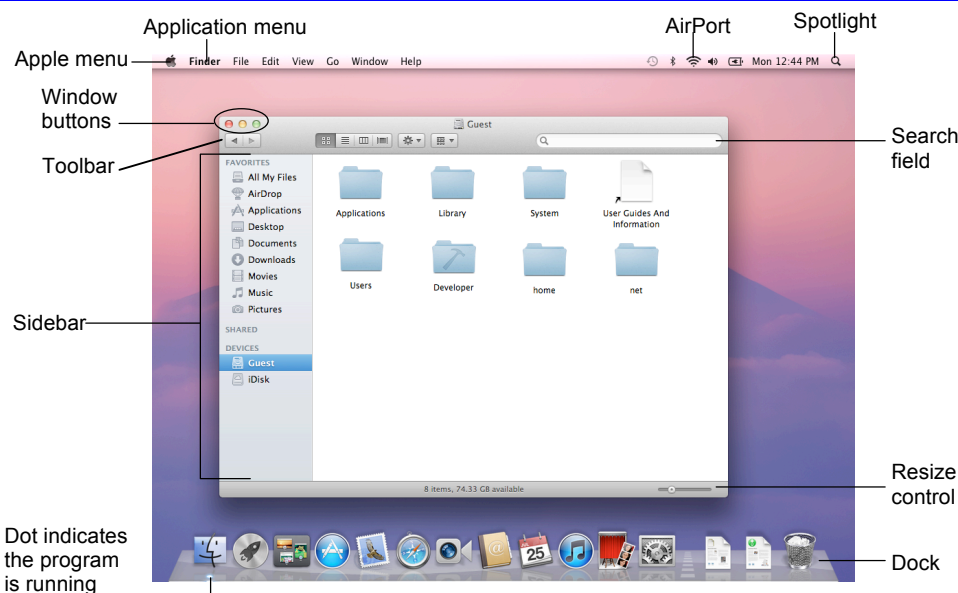 Application menu
AirPort
Spotlight
Apple menu
Finder File Edit View Go Window Help
Mon 12:44 PM
Window
buttons
Guest
Toolbar
Search
field
FAVORITES
All My Files
AirDrop
Applications
Desktop
Documents
Downloads
Movies
Music
Pictures
SHARED
DEVICES
Guest
iDisk
Applications
Library
System
User Guides And
Information
Users
Developer
home
net
Sidebar
8 items, 74.33 GB available
Resize
control
Dot indicates
the program
is running
@
25
Dock